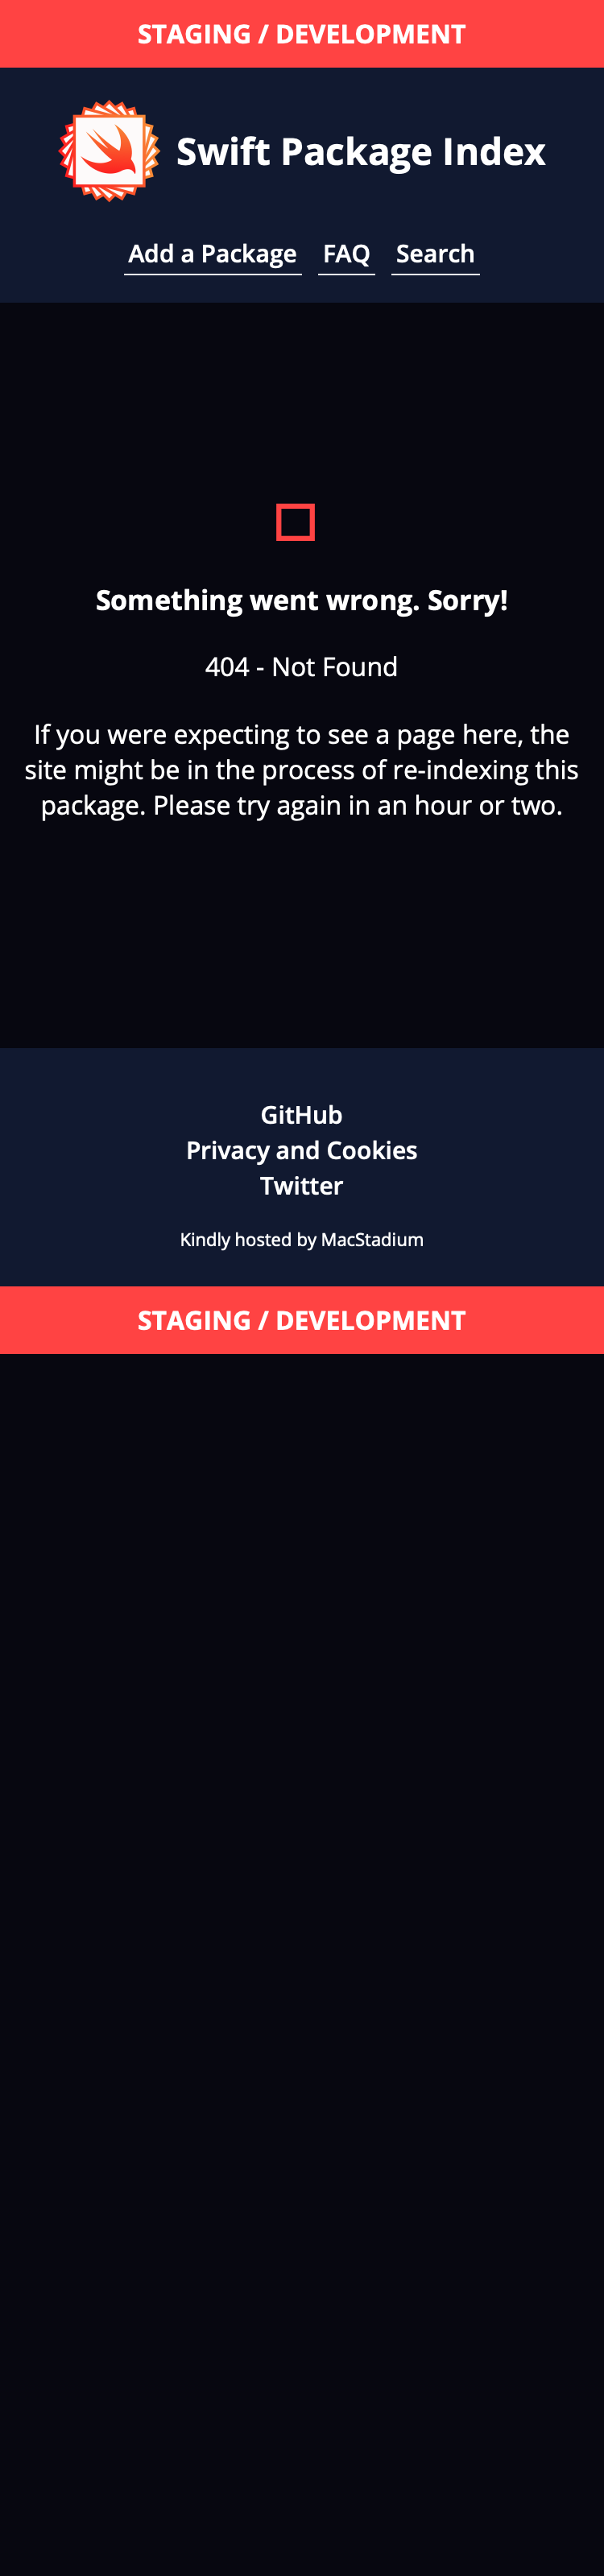 STAGING / DEVELOPMENT
Swift Package Index
Add a Package FAQ Search
Something went wrong. Sorry!
404 - Not Found
If you were expecting to see a page here, the
site might be in the process of re-indexing this
package. Please try again in an hour or two.
GitHub
Privacy and Cookies
Twitter
Kindly hosted by MacStadium
STAGING / DEVELOPMENT